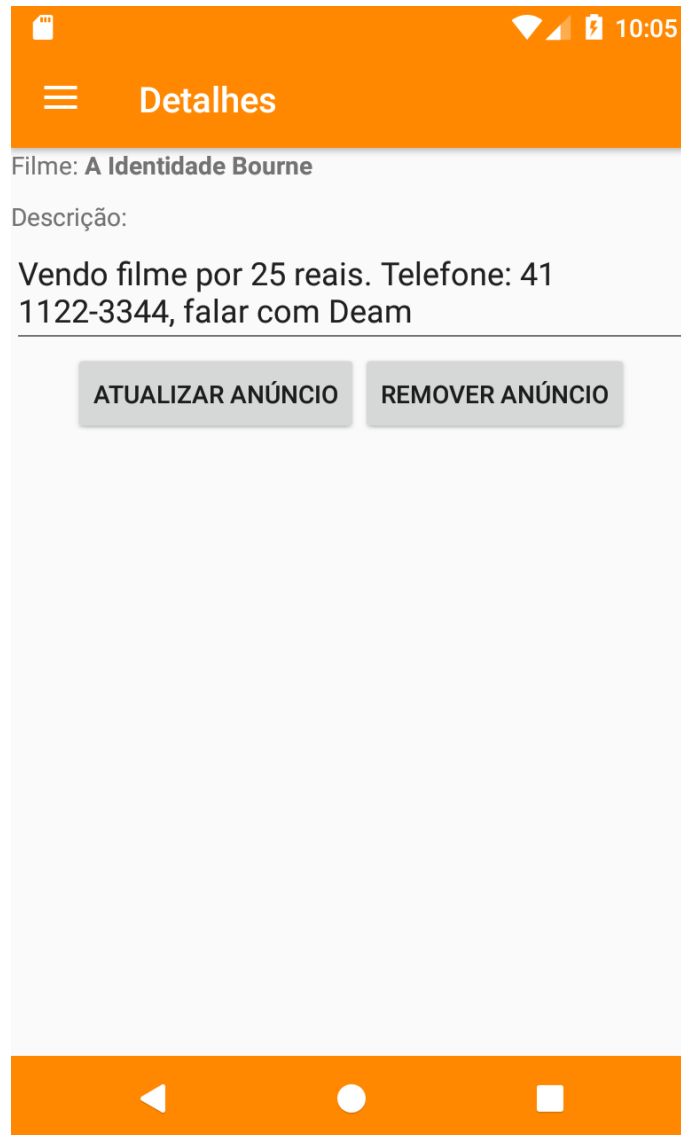 10:05
Detalhes
Filme: A Identidade Bourne
Descrição:
Vendo filme por 25 reais. Telefone: 41
1122-3344, falar com Deam
ATUALIZAR ANÚNCIO REMOVER ANÚNCIO